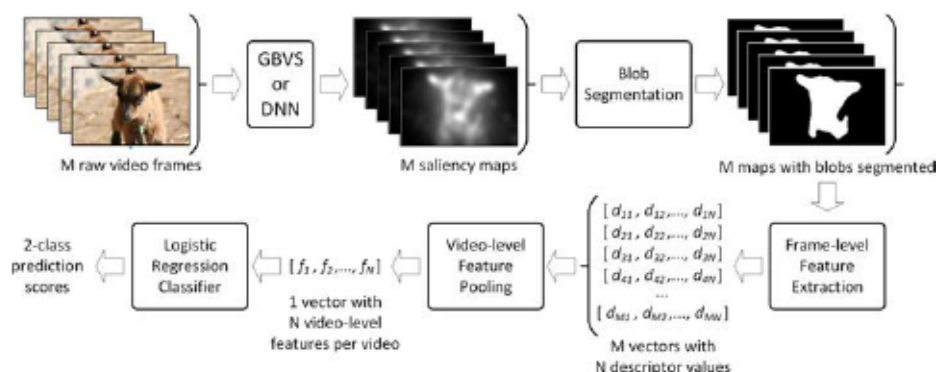 GBVS
or
DNN
Blob
Segmentation
M raw video frames
M saliency maps
M maps with blobs segmented
Frame-level
Feature
Extraction
[ d11 , d12 ,..., d1N ]
[ d21 , d22 ,..., d2N ]
[ d31 , d32 ,..., d3N ]
[ d41 , d42 ,..., d4N ]
...
[ dM1 , dM2 ,..., dMN ]
M vectors with
N descriptor values
Video-level
Feature
Pooling
[ f1 , f2 ,..., fN ]
1 vector with
N video-level
features per video
Logistic
Regression
Classifier
2-class
prediction
scores